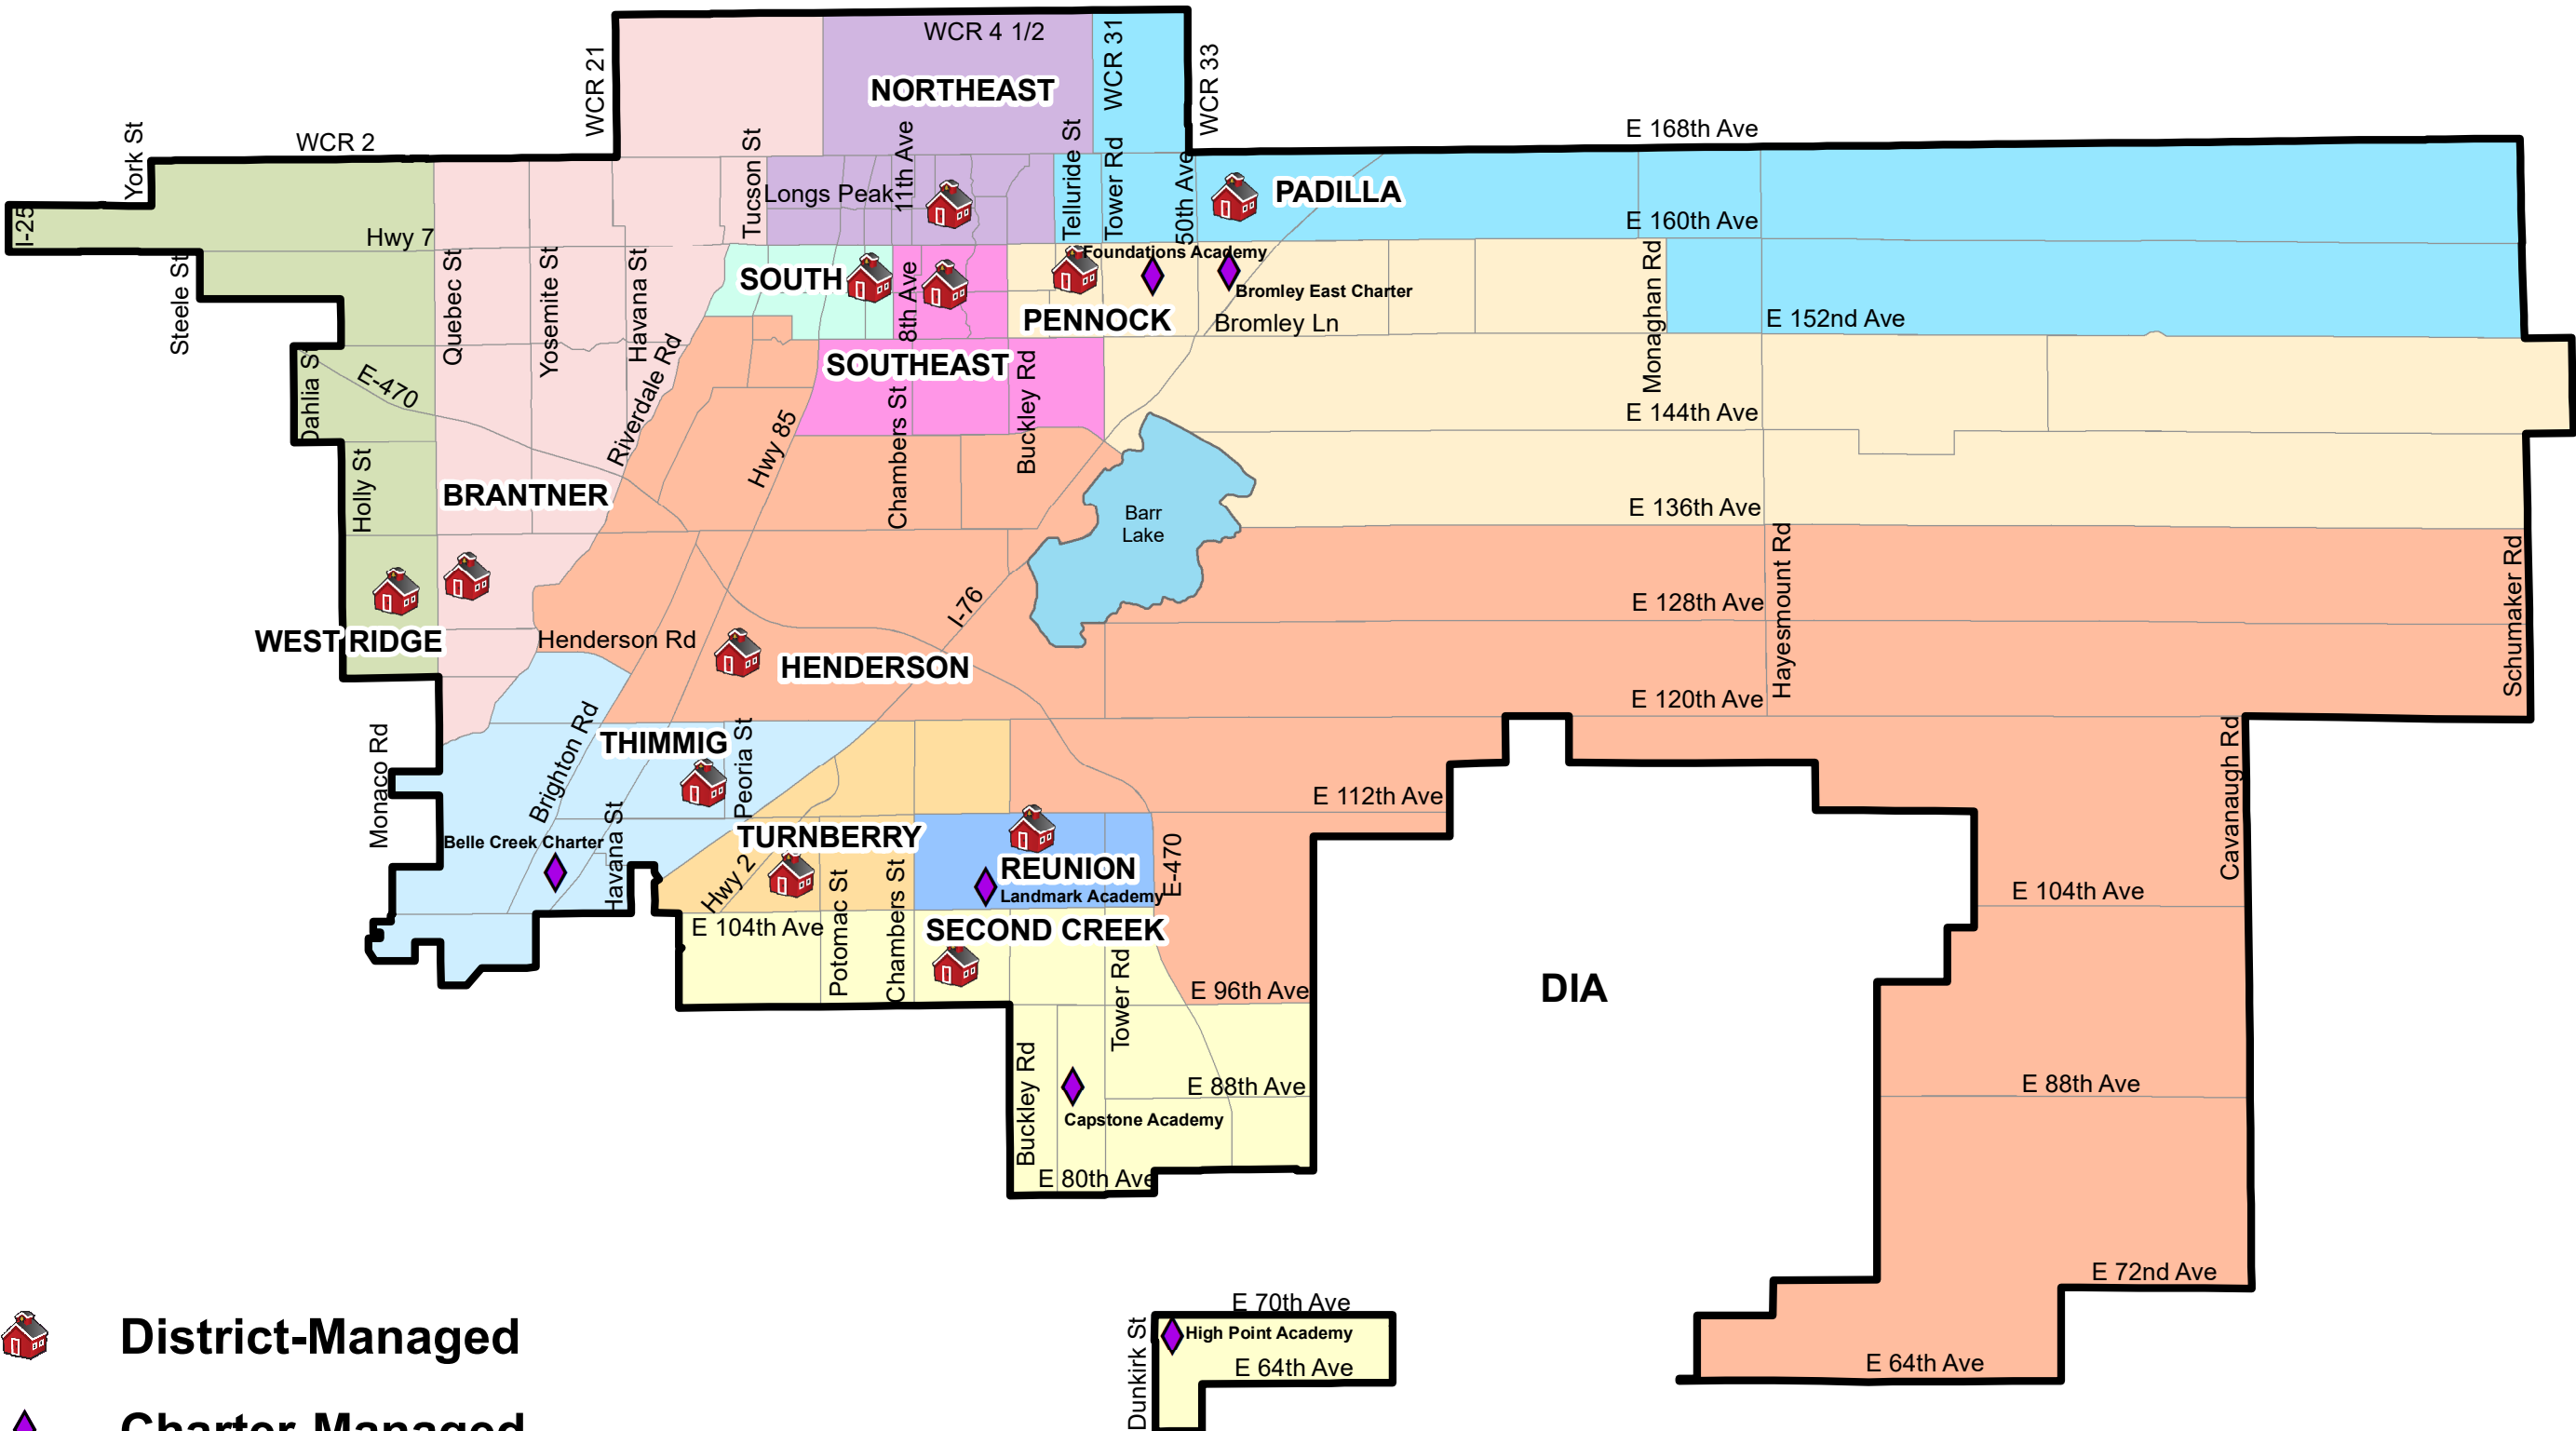 WCR 4 1/2
WCR 21
WCR 31
WCR 33
NORTHEAST
York St
WCR 2
E 168th Ave
Tucson St
11th Ave
Telluride St
Tower Rd
50th Ave
Longs Peak
PADILLA
I-25
Hwy 7
E 160th Ave
Steele St
Quebec St
Yosemite St
Havana St
SOUTH
8th Ave
Foundations Academy
Bromley East Charter
PENNOCK
Bromley Ln
Monaghan Rd
E 152nd Ave
Dahlia St
E-470
Riverdale Rd
SOUTHEAST
Buckley Rd
Hwy 85
Chambers St
E 144th Ave
Holly St
BRANTNER
Barr
Lake
E 136th Ave
Hayesmount Rd
Schumaker Rd
I-76
E 128th Ave
WEST RIDGE
Henderson Rd
HENDERSON
E 120th Ave
Monaco Rd
Brighton Rd
THIMMIG
Peoria St
Cavanaugh Rd
E 112th Ave
Belle Creek Charter
Havana St
TURNBERRY
Hwy 2
Potomac St
Chambers St
REUNION
Landmark Academy
E-470
E 104th Ave
E 104th Ave
SECOND CREEK
Tower Rd
E 96th Ave
DIA
Buckley Rd
E 88th Ave
E 88th Ave
Capstone Academy
E 80th Ave
E 72nd Ave
E 70th Ave
District-Managed
Dunkirk St
High Point Academy
E 64th Ave
E 64th Ave
Charter-Managed